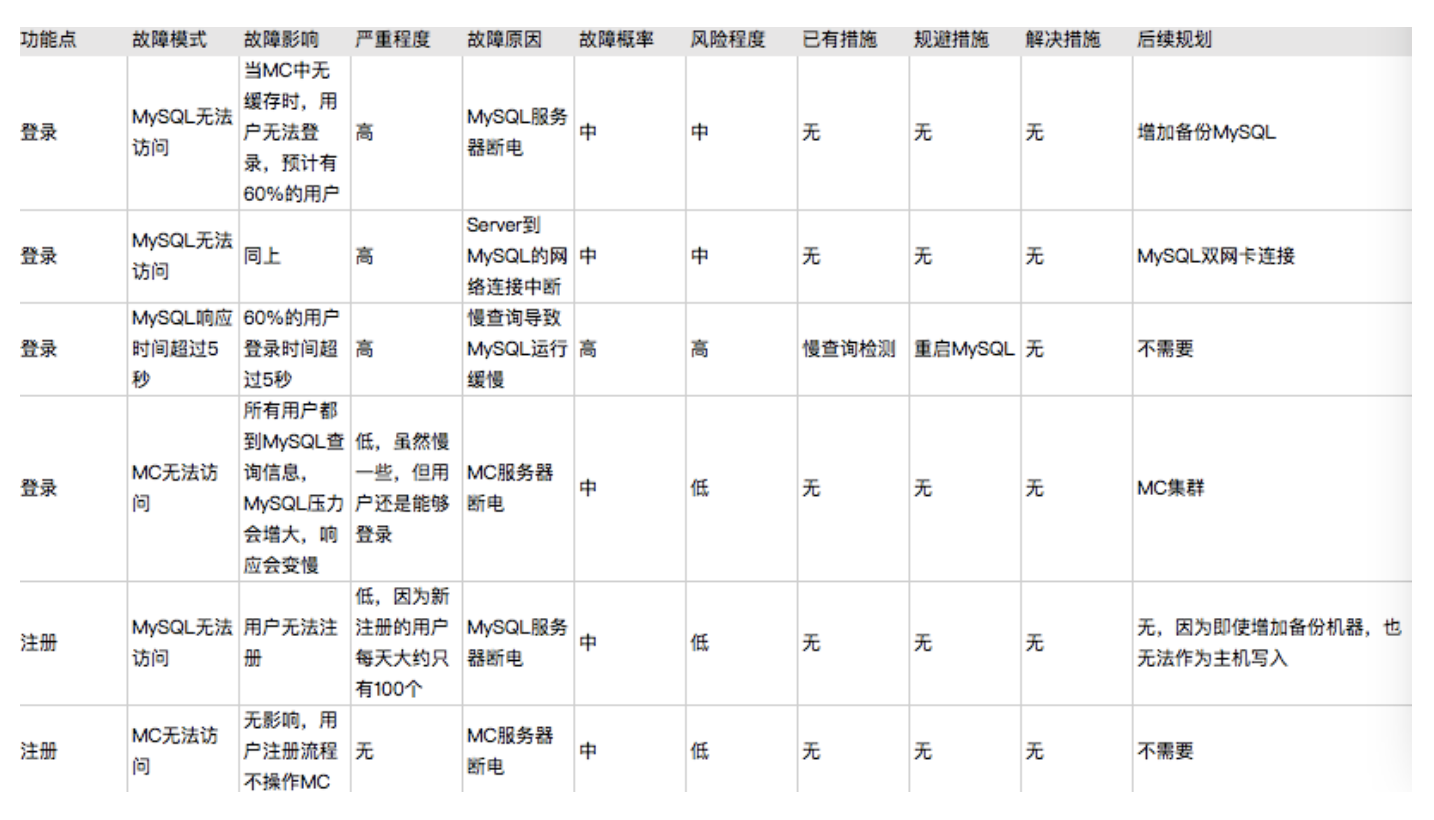 功能点 故障模式 故障影响 严重程度 故障原因 故障概率 风险程度 已有措施 规避措施 解决措施 后续规划
登录
MySQL无法
访问
当MC中无
缓存时，用
户无法登
录，预计有
60%的用户
高
MySQL服务
器断电
中
中
无
无
无
增加备份MySQL
登录
MySQL无法
访问
同上
高
Server到
MySQL的网
络连接中断
中
中
无
无
无
MySQL双网卡连接
登录
MySQL响应
时间超过5
秒
60%的用户
登录时间超
过5秒
高
慢查询导致
MySQL运行
缓慢
高
高
慢查询检测
重启MySQL
无
不需要
登录
MC无法访
问
所有用户都
到MySQL查
询信息，
MySQL压力
会增大，响
应会变慢
低，虽然慢
一些，但用
户还是能够
登录
MC服务器
断电
中
低
无
无
无
MC集群
注册
MySQL无法
访问
用户无法注
册
低，因为新
注册的用户
每天大约只
有100个
MySQL服务
器断电
中
低
无
无
无
无，因为即使增加备份机器，也
无法作为主机写入
注册
MC无法访
问
无影响，用
户注册流程
不操作MC
无
MC服务器
断电
中
低
无
无
无
不需要